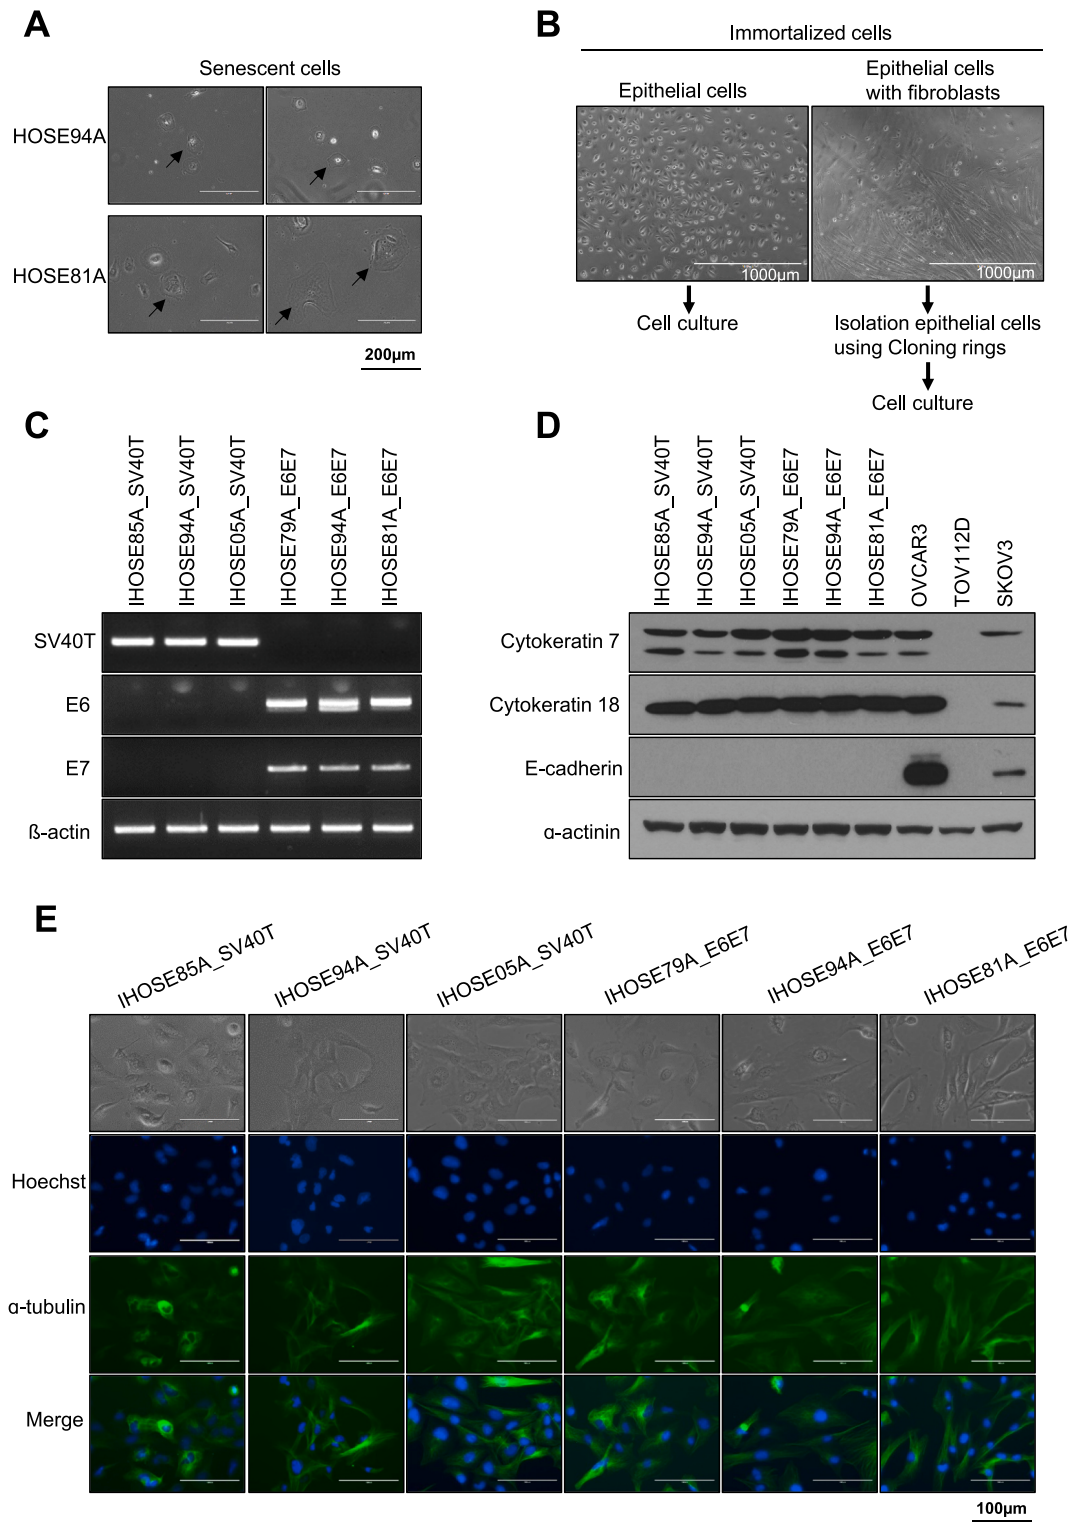 A
Senescent cells
HOSE94A
HOSE81A
200µm
B
Immortalized cells
Epithelial cells
Epithelial cells
with fibroblasts
1000µm
1000µm
Cell culture
Isolation epithelial cells
using Cloning rings
Cell culture
C
IHOSE85A_SV40T
IHOSE94A_SV40T
IHOSE05A_SV40T
IHOSE79A_E6E7
IHOSE94A_E6E7
IHOSE81A_E6E7
SV40T
E6
E7
ß-actin
D
IHOSE85A_SV40T
IHOSE94A_SV40T
IHOSE05A_SV40T
IHOSE79A_E6E7
IHOSE94A_E6E7
IHOSE81A_E6E7
OVCAR3
TOV112D
SKOV3
Cytokeratin 7
Cytokeratin 18
E-cadherin
α-actinin
E
IHOSE85A_SV40T
IHOSE94A_SV40T
IHOSE05A_SV40T
IHOSE79A_E6E7
IHOSE94A_E6E7
IHOSE81A_E6E7
Hoechst
α-tubulin
Merge
100µm